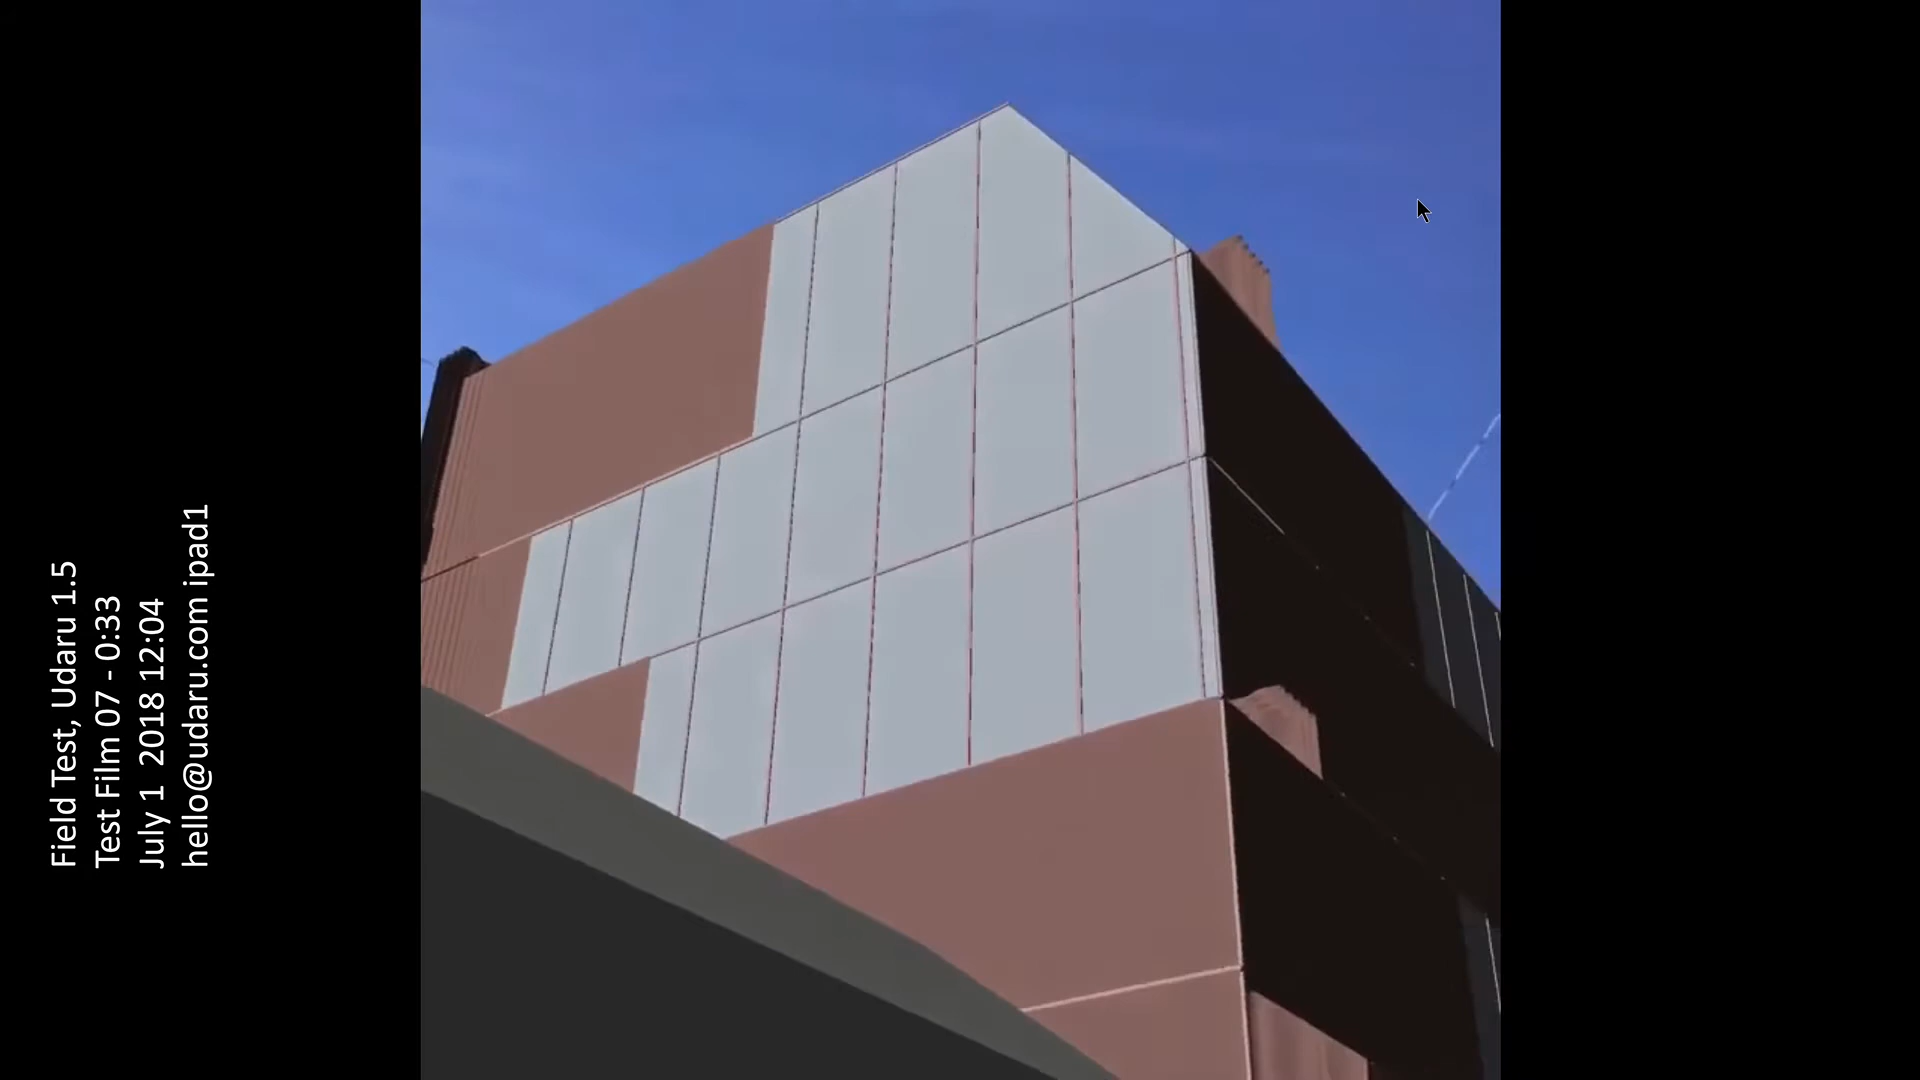 Field Test, Udaru 1.5
Test Film 07 - 0:33
July 1 2018 12:04
hello@udaru.com ipad1